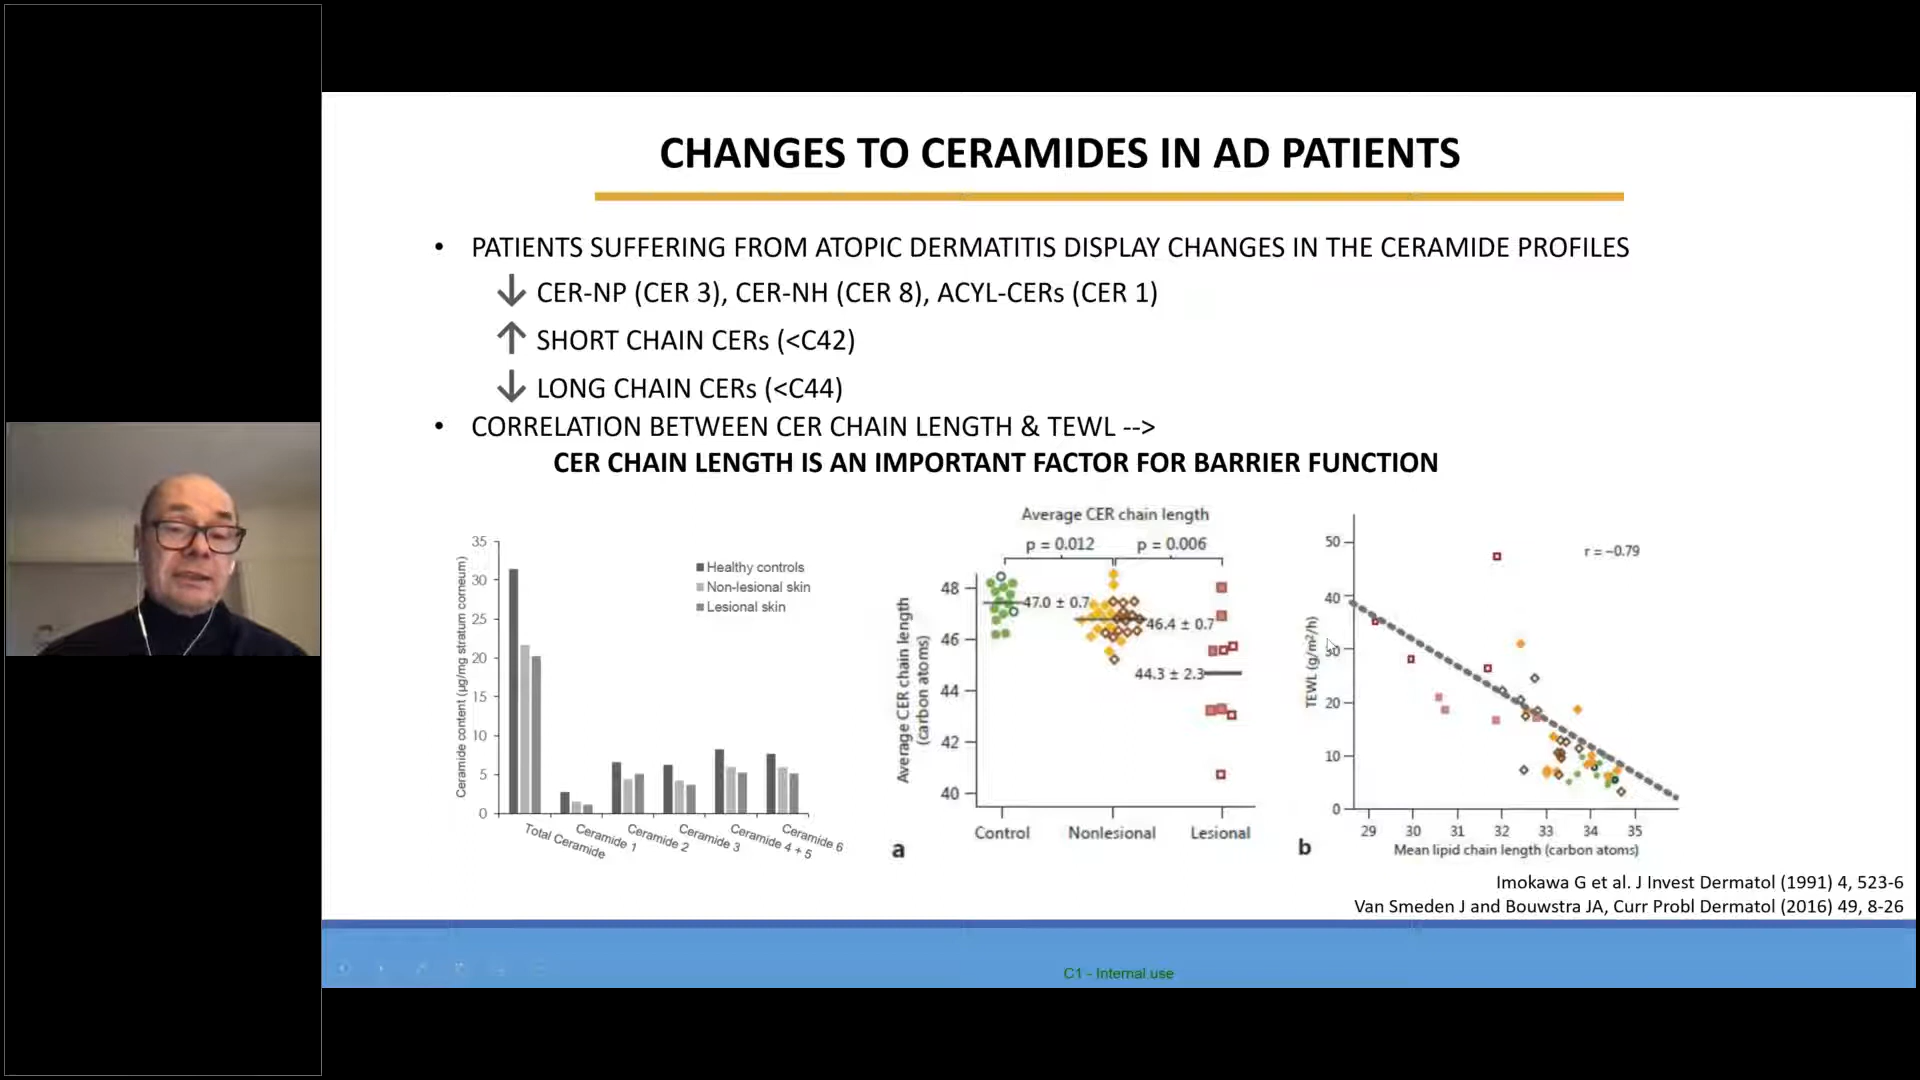 CHANGES TO CERAMIDES IN AD PATIENTS
• PATIENTS SUFFERING FROM ATOPIC DERMATITIS DISPLAY CHANGES IN THE CERAMIDE PROFILES
↓ CER-NP (CER 3), CER-NH (CER 8), ACYL-CERs (CER 1)
↑ SHORT CHAIN CERs (<C42)
↓ LONG CHAIN CERs (<C44)
• CORRELATION BETWEEN CER CHAIN LENGTH & TEWL -->
CER CHAIN LENGTH IS AN IMPORTANT FACTOR FOR BARRIER FUNCTION
Ceramide content (µg/mg stratum corneum)
35
30
25
20
15
10
5
0
Healthy controls
Non-lesional skin
Lesional skin
Total Ceramide
Ceramide 1
Ceramide 2
Ceramide 3
Ceramide 4 + 5
Ceramide 6
Average CER chain length
p = 0.012
p = 0.006
Average CER chain length
(carbon atoms)
48
46
44
42
40
47.0 ± 0.7
46.4 ± 0.7
44.3 ± 2.3
Control
Nonlesional
Lesional
a
r = –0.79
TEWL (g/m²/h)
50
40
30
20
10
0
29
30
31
32
33
34
35
Mean lipid chain length (carbon atoms)
b
Imokawa G et al. J Invest Dermatol (1991) 4, 523-6
Van Smeden J and Bouwstra JA, Curr Probl Dermatol (2016) 49, 8-26
C1 - Internal use